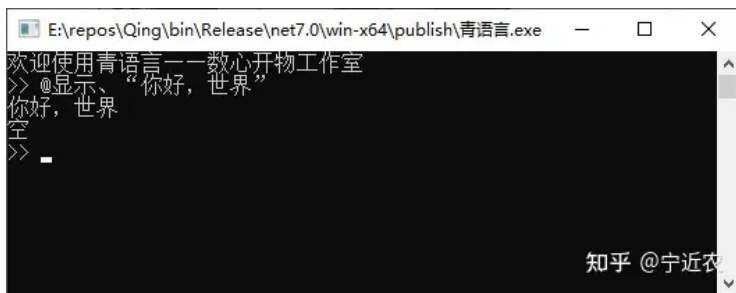 E:\repos\Qing\bin\Release\net7.0\win-x64\publish\青语言.exe
欢迎使用青语言——数心开物工作室
>> @显示、“你好，世界”
你好，世界
空
>>
知乎 @宁近农